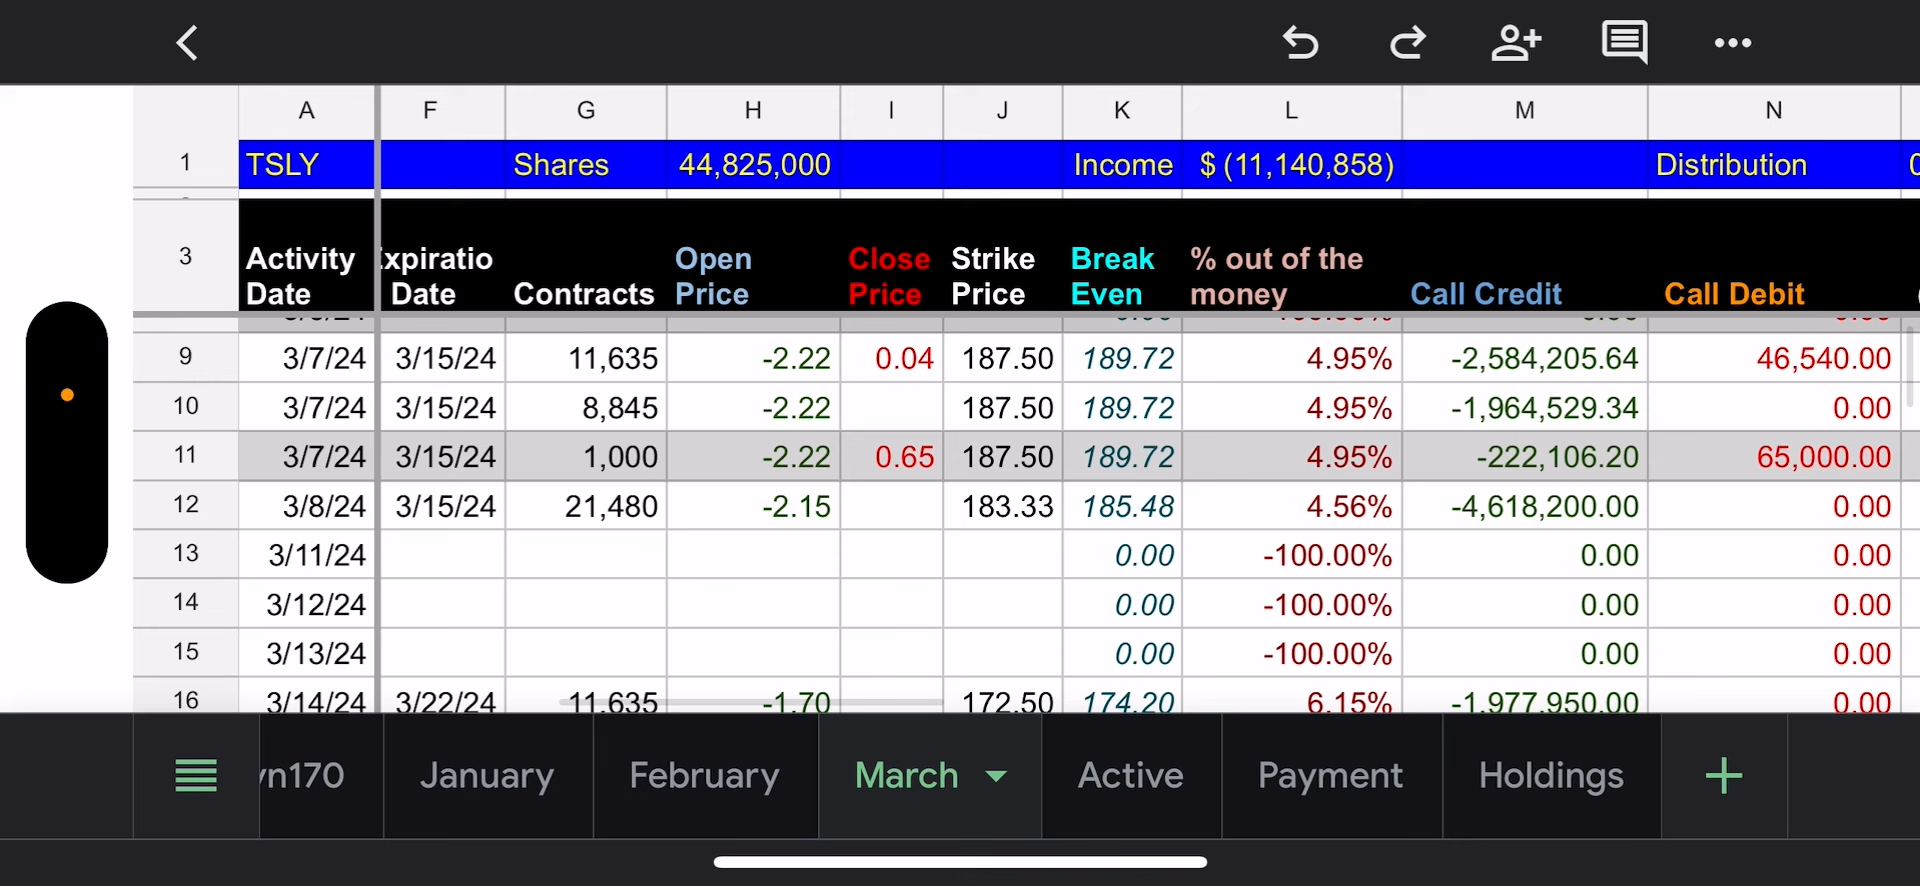 A F G H I J K L M N
1 TSLY Shares 44,825,000 Income $ (11,140,858) Distribution
3 Activity Date xpiratio Date Contracts Open Price Close Price Strike Price Break Even % out of the money Call Credit Call Debit
9 3/7/24 3/15/24 11,635 -2.22 0.04 187.50 189.72 4.95% -2,584,205.64 46,540.00
10 3/7/24 3/15/24 8,845 -2.22 187.50 189.72 4.95% -1,964,529.34 0.00
11 3/7/24 3/15/24 1,000 -2.22 0.65 187.50 189.72 4.95% -222,106.20 65,000.00
12 3/8/24 3/15/24 21,480 -2.15 183.33 185.48 4.56% -4,618,200.00 0.00
13 3/11/24 0.00 -100.00% 0.00 0.00
14 3/12/24 0.00 -100.00% 0.00 0.00
15 3/13/24 0.00 -100.00% 0.00 0.00
16 3/14/24 3/22/24 11,635 -1.70 172.50 174.20 6.15% -1,977,950.00 0.00
yn170 January February March Active Payment Holdings